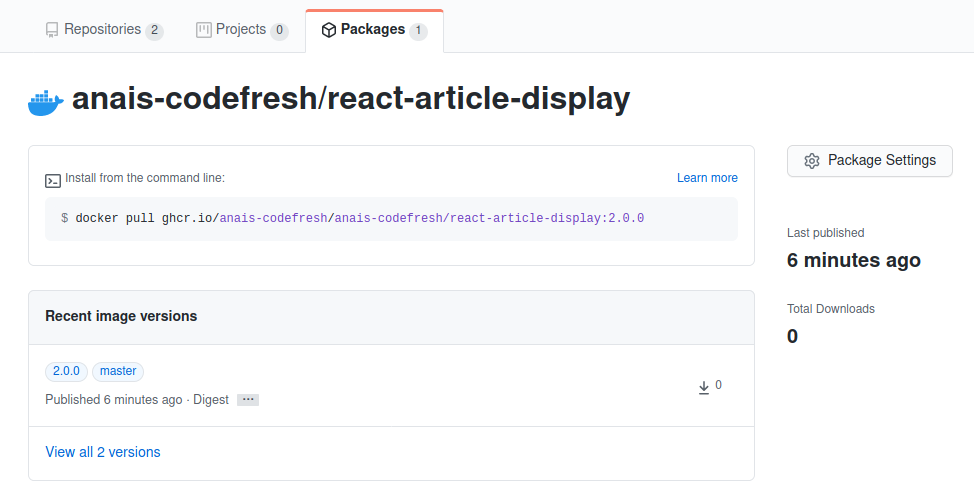 Repositories 2 Projects 0 Packages 1
anais-codefresh/react-article-display
Package Settings
Install from the command line: Learn more
$ docker pull ghcr.io/anais-codefresh/anais-codefresh/react-article-display:2.0.0
Last published
6 minutes ago
Total Downloads
0
Recent image versions
2.0.0 master
Published 6 minutes ago · Digest ···
0
View all 2 versions